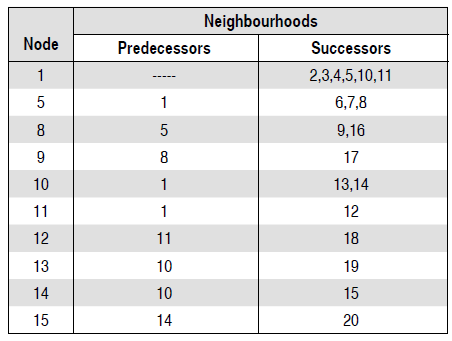 Node Neighbourhoods
Predecessors Successors
1 ----- 2,3,4,5,10,11
5 1 6,7,8
8 5 9,16
9 8 17
10 1 13,14
11 1 12
12 11 18
13 10 19
14 10 15
15 14 20